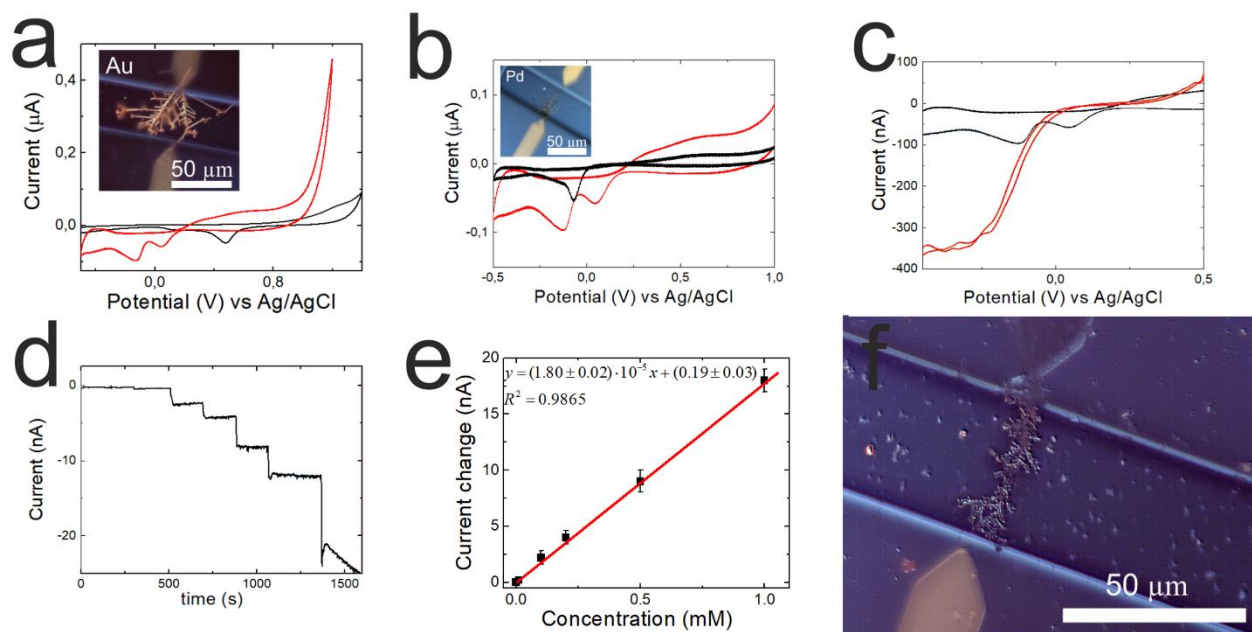 a
Au
50 µm
0,4
0,2
0,0
0,0
0,8
Current (µA)
Potential (V) vs Ag/AgCl
b
Pd
50 µm
0,1
0,0
-0,1
-0,5
0,0
0,5
1,0
Current (µA)
Potential (V) vs Ag/AgCl
c
100
0
-100
-200
-300
-400
0,0
0,5
Current (nA)
Potential (V) vs Ag/AgCl
d
0
-10
-20
0
500
1000
1500
Current (nA)
time (s)
e
20
15
10
5
0
0.0
0.5
1.0
y = (1.80 ± 0.02)·10⁻⁵ x + (0.19 ± 0.03)
R² = 0.9865
Current change (nA)
Concentration (mM)
f
50 µm